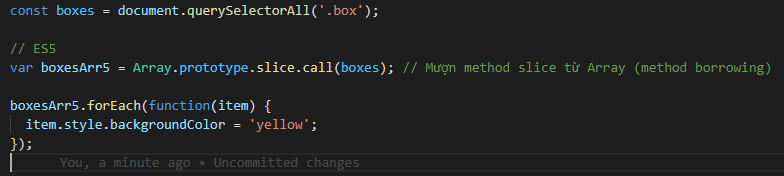 const boxes = document.querySelectorAll('.box');
// ES5
var boxesArr5 = Array.prototype.slice.call(boxes); // Mượn method slice từ Array (method borrowing)
boxesArr5.forEach(function(item) {
item.style.backgroundColor = 'yellow';
});
You, a minute ago • Uncommitted changes